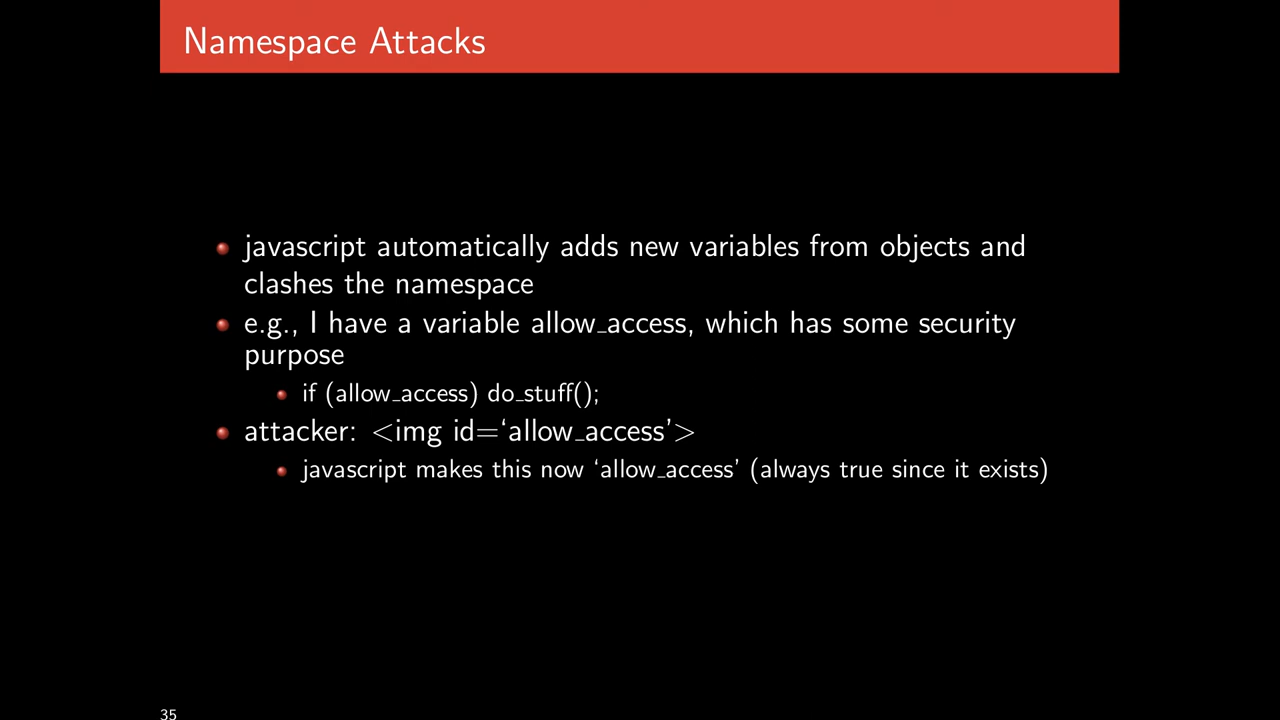 Namespace Attacks
javascript automatically adds new variables from objects and
clashes the namespace
e.g., I have a variable allow_access, which has some security
purpose
if (allow_access) do_stuff();
attacker: <img id=‘allow_access’>
javascript makes this now ‘allow_access’ (always true since it exists)
35